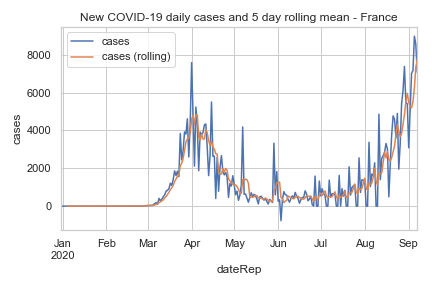 New COVID-19 daily cases and 5 day rolling mean - France
cases
cases (rolling)
8000
6000
4000
2000
0
cases
Jan Feb Mar Apr May Jun Jul Aug Sep
2020
dateRep